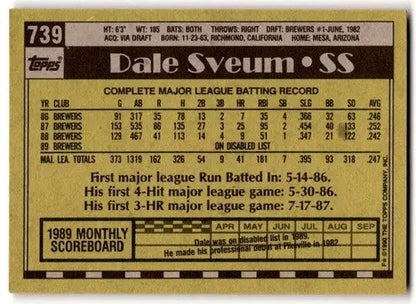 739
Topps
HT: 6'3" WT: 185 BATS: BOTH THROWS: RIGHT DRFT: BREWERS #1-JUNE, 1982
ACQ: VIA DRAFT BORN: 11-23-63, RICHMOND, CALIFORNIA HOME: MESA, ARIZONA
Dale Sveum • SS
COMPLETE MAJOR LEAGUE BATTING RECORD
YR CLUB G AB R H 2B 3B HR RBI SB SLG BB SO AVG
86 BREWERS 91 317 35 78 13 2 7 35 4 .366 32 63 .246
87 BREWERS 153 535 86 135 27 3 25 95 2 .454 40 133 .252
88 BREWERS 129 467 41 113 14 4 9 51 1 .347 21 122 .242
89 BREWERS ON DISABLED LIST
MAJ. LEA. TOTALS 373 1319 162 326 54 9 41 181 7 .395 93 318 .247
First major league Run Batted In: 5-14-86.
His first 4-Hit major league game: 5-30-86.
His first 3-HR major league game: 7-17-87.
1989 MONTHLY
SCOREBOARD
APR MAY JUN JUL AUG SEP
Dale was on disabled list in 1989.
He made his professional debut at Pikeville in 1982.
©1990 THE TOPPS COMPANY, INC.